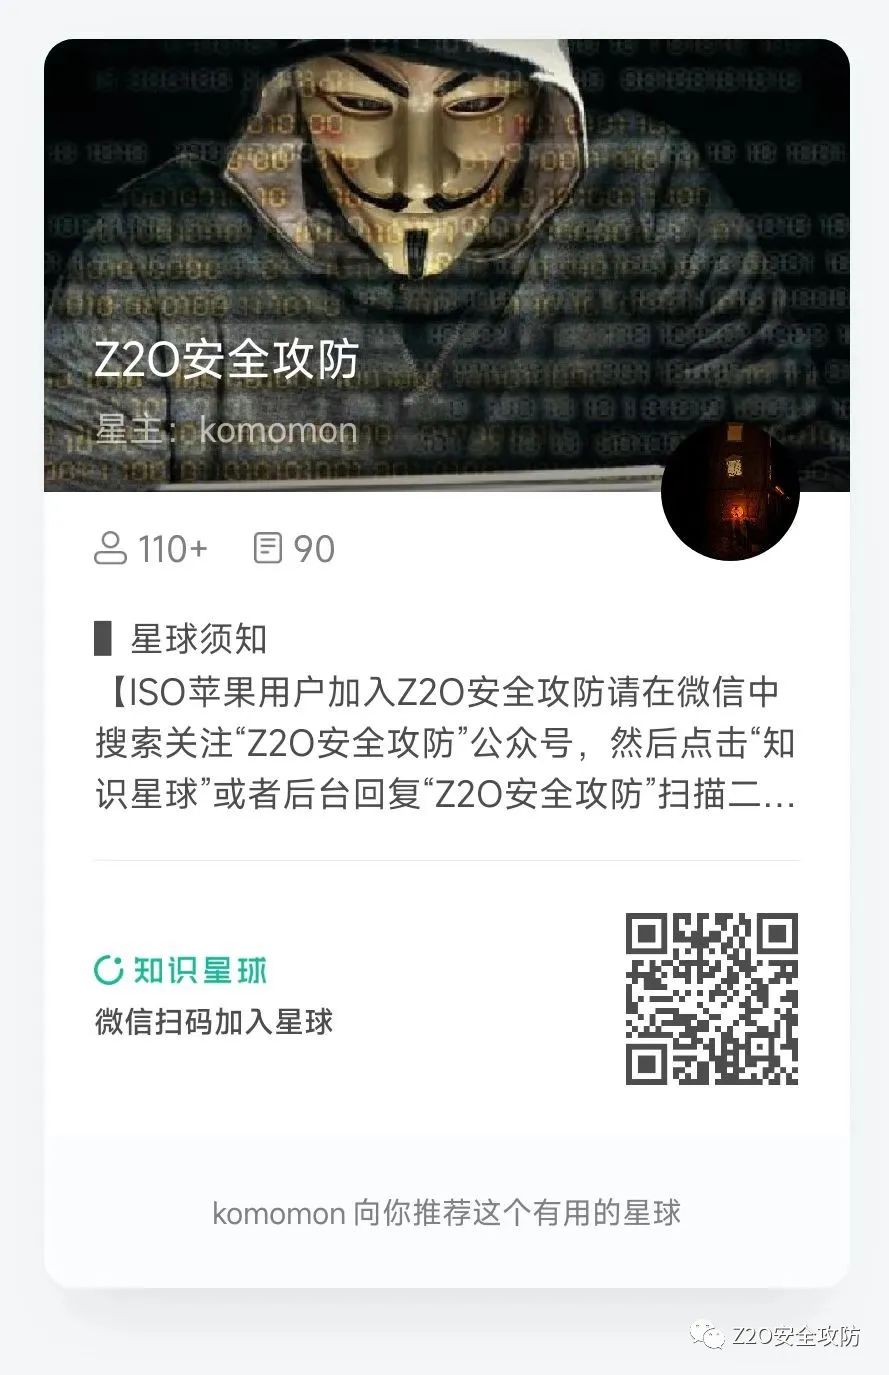 Z2O安全攻防
星主：komomon
110+ 90
星球须知
【ISO苹果用户加入Z2O安全攻防请在微信中
搜索关注“Z2O安全攻防”公众号，然后点击“知
识星球”或者后台回复“Z2O安全攻防”扫描二...
知识星球
微信扫码加入星球
komomon 向你推荐这个有用的星球
Z2O安全攻防